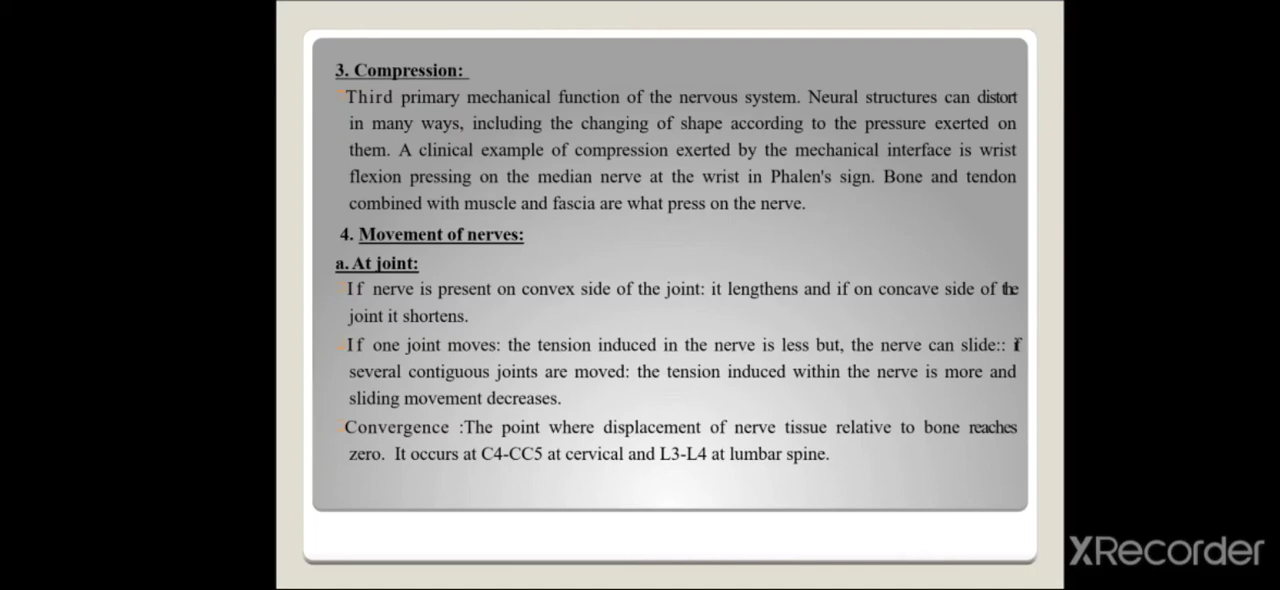 3. Compression:
Third primary mechanical function of the nervous system. Neural structures can distort
in many ways, including the changing of shape according to the pressure exerted on
them. A clinical example of compression exerted by the mechanical interface is wrist
flexion pressing on the median nerve at the wrist in Phalen's sign. Bone and tendon
combined with muscle and fascia are what press on the nerve.
4. Movement of nerves:
a. At joint:
If nerve is present on convex side of the joint: it lengthens and if on concave side of the
joint it shortens.
If one joint moves: the tension induced in the nerve is less but, the nerve can slide:: if
several contiguous joints are moved: the tension induced within the nerve is more and
sliding movement decreases.
Convergence :The point where displacement of nerve tissue relative to bone reaches
zero. It occurs at C4-CC5 at cervical and L3-L4 at lumbar spine.
XRecorder